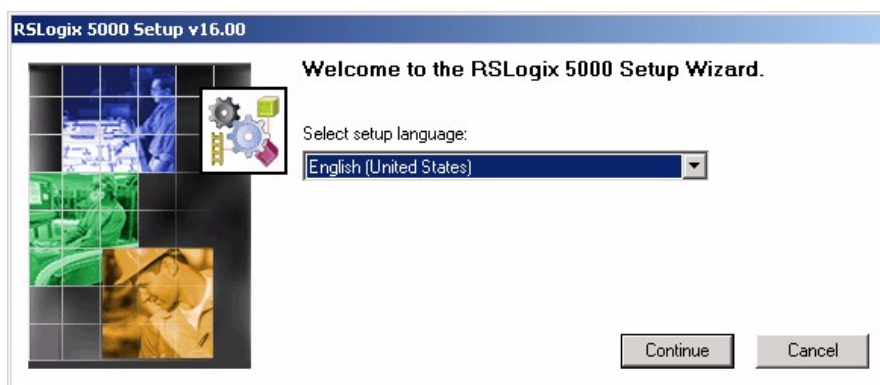 RSLogix 5000 Setup v16.00
Welcome to the RSLogix 5000 Setup Wizard.
Select setup language:
English (United States)
Continue
Cancel